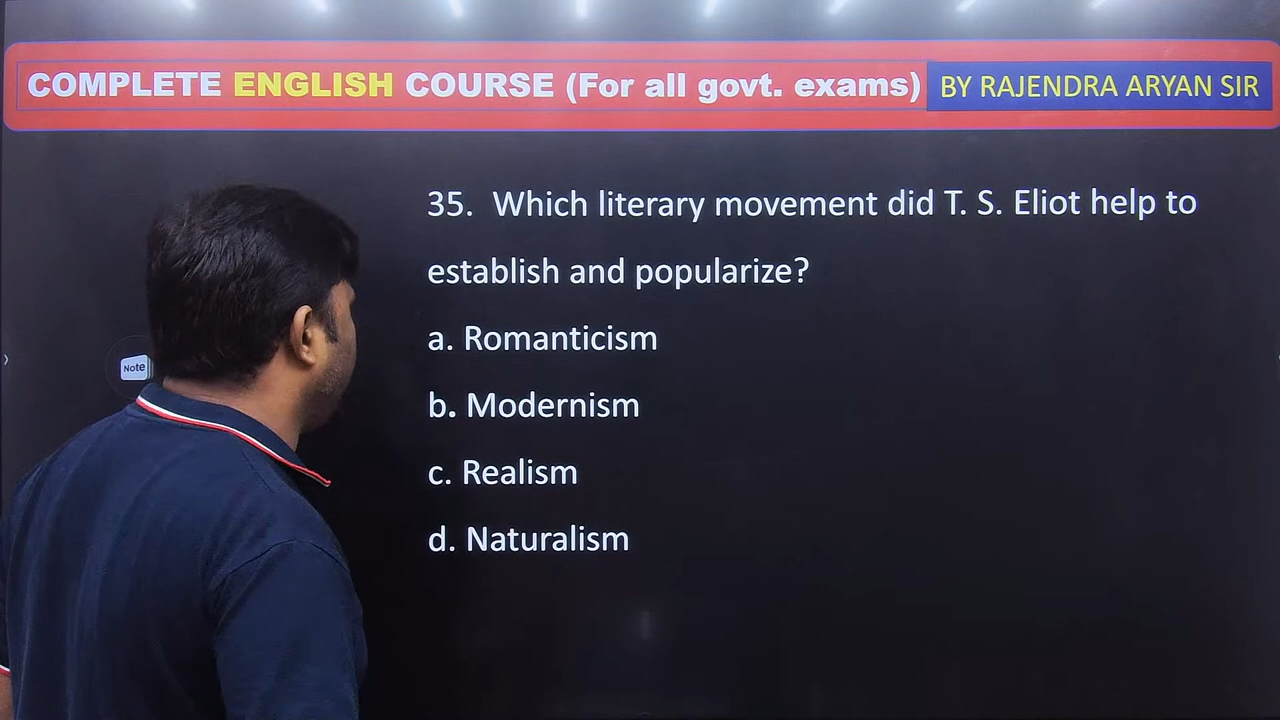 COMPLETE ENGLISH COURSE (For all govt. exams) BY RAJENDRA ARYAN SIR
35. Which literary movement did T. S. Eliot help to
establish and popularize?
Note
a. Romanticism
b. Modernism
c. Realism
d. Naturalism